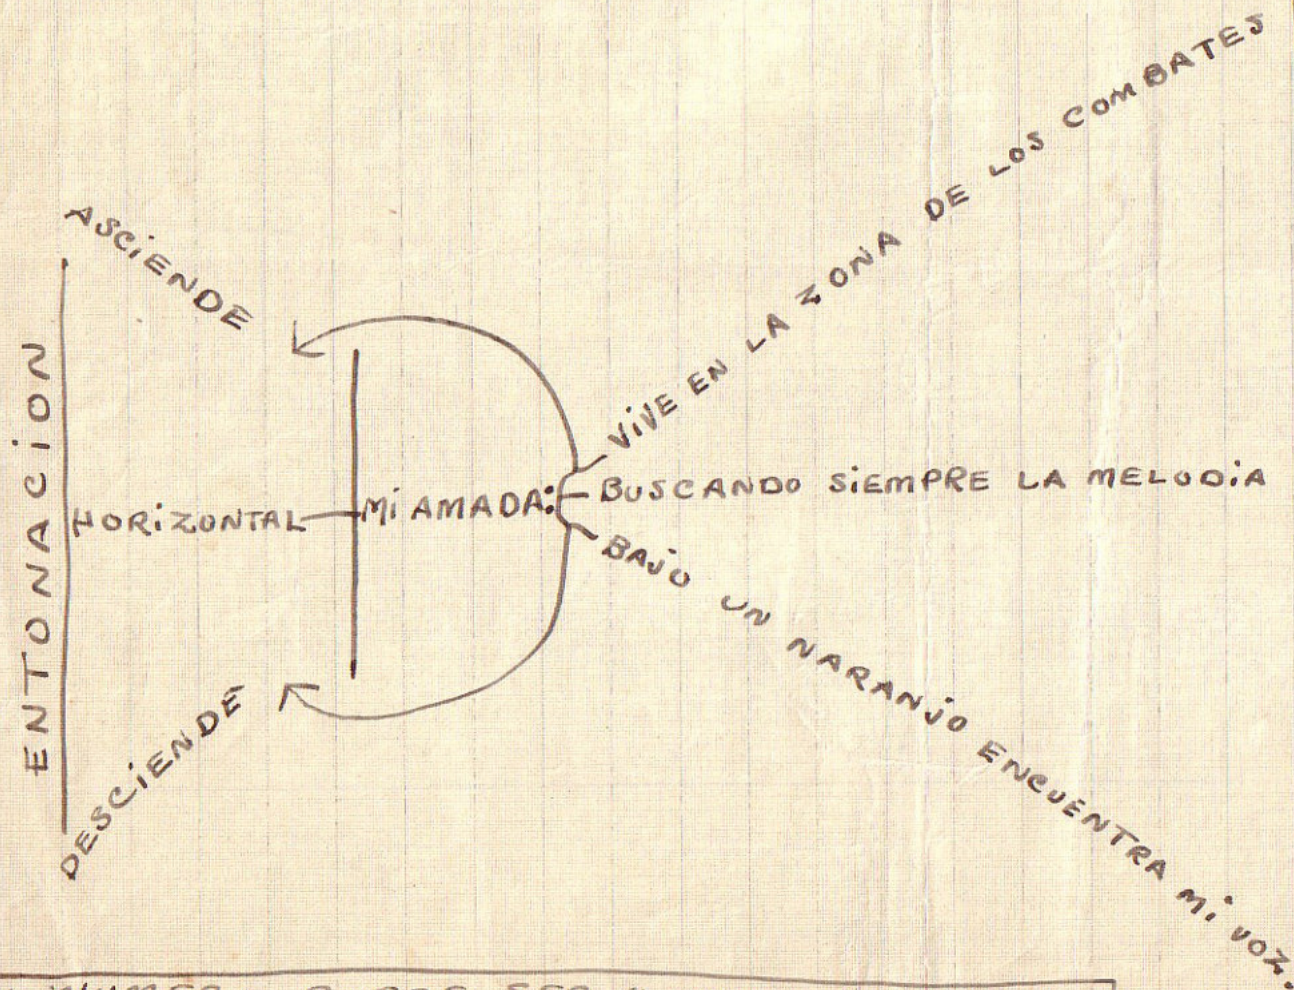 ENTONACION
ASCIENDE
HORIZONTAL
DESCIENDE
MI AMADA:
VIVE EN LA ZONA DE LOS COMBATES
BUSCANDO SIEMPRE LA MELODIA
BAJO UN NARANJO ENCUENTRA MI VOZ.